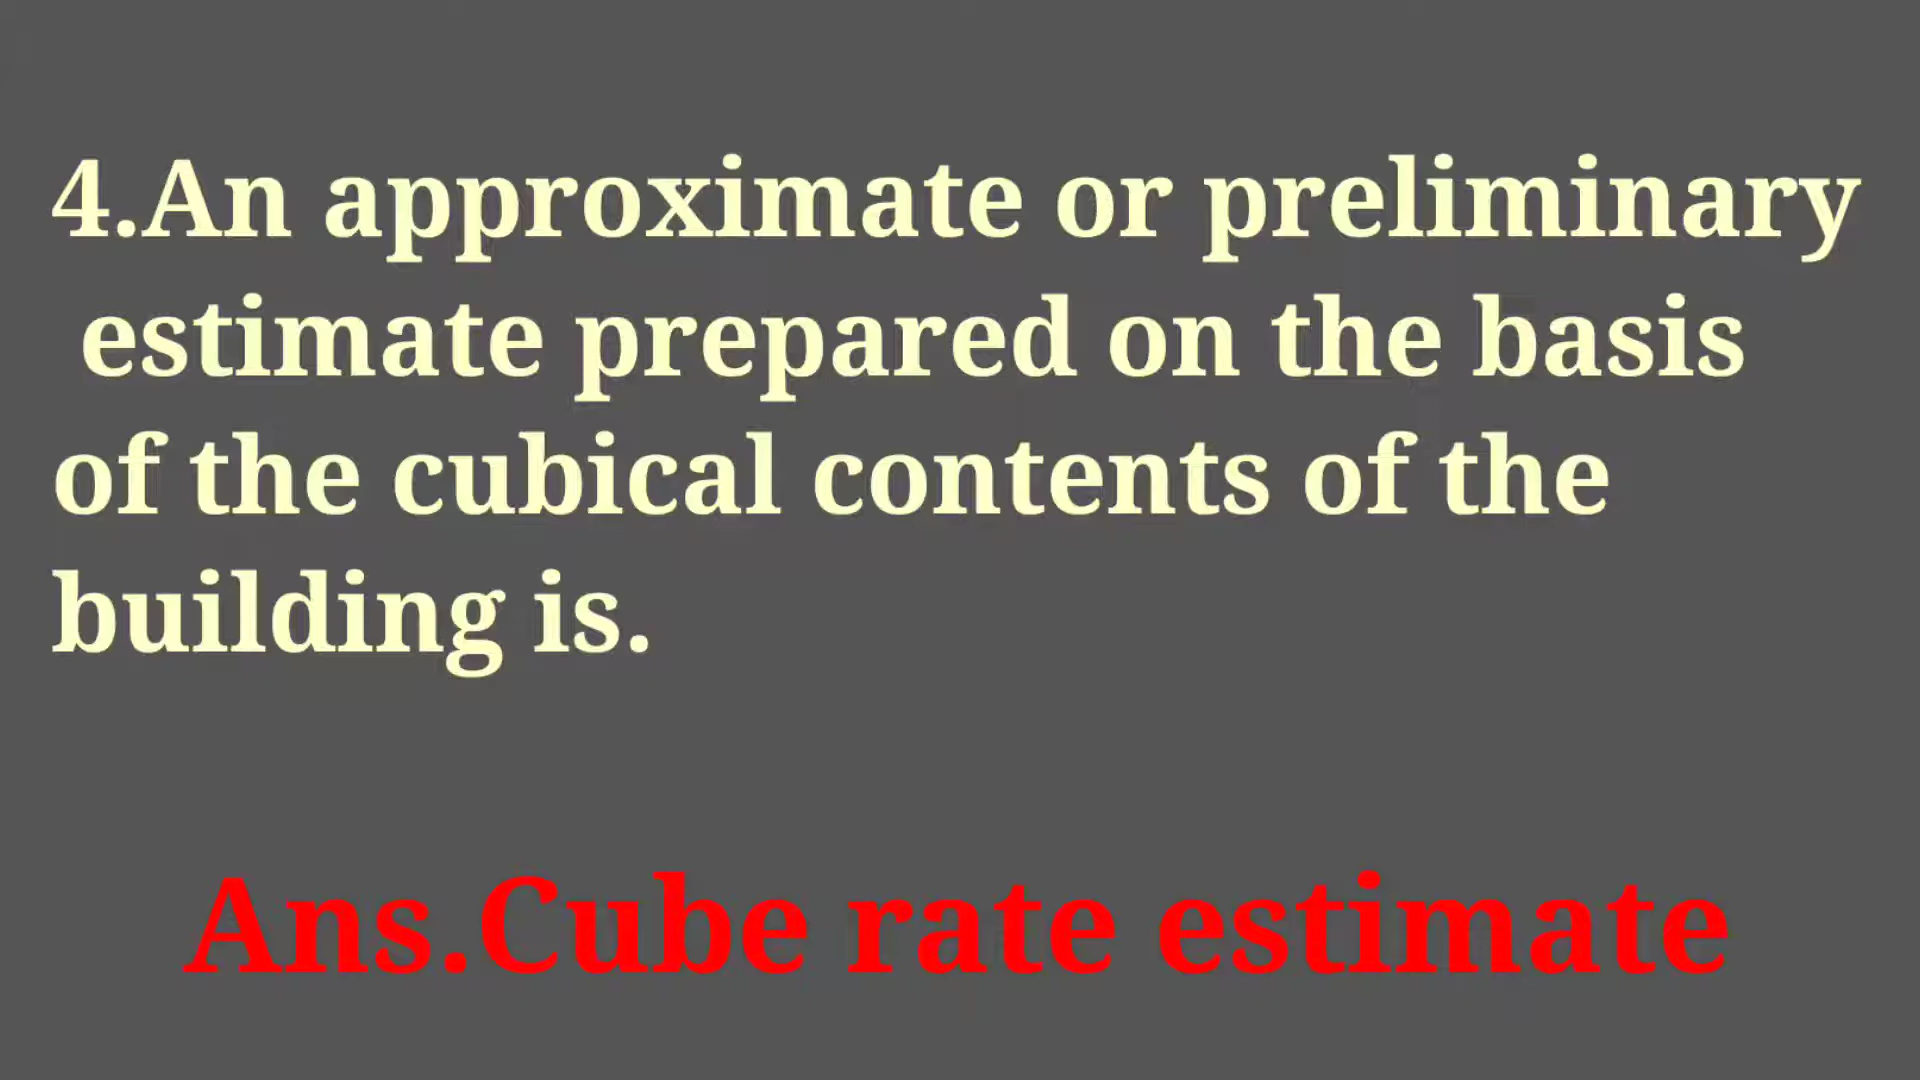 4.An approximate or preliminary
estimate prepared on the basis
of the cubical contents of the
building is.
Ans.Cube rate estimate